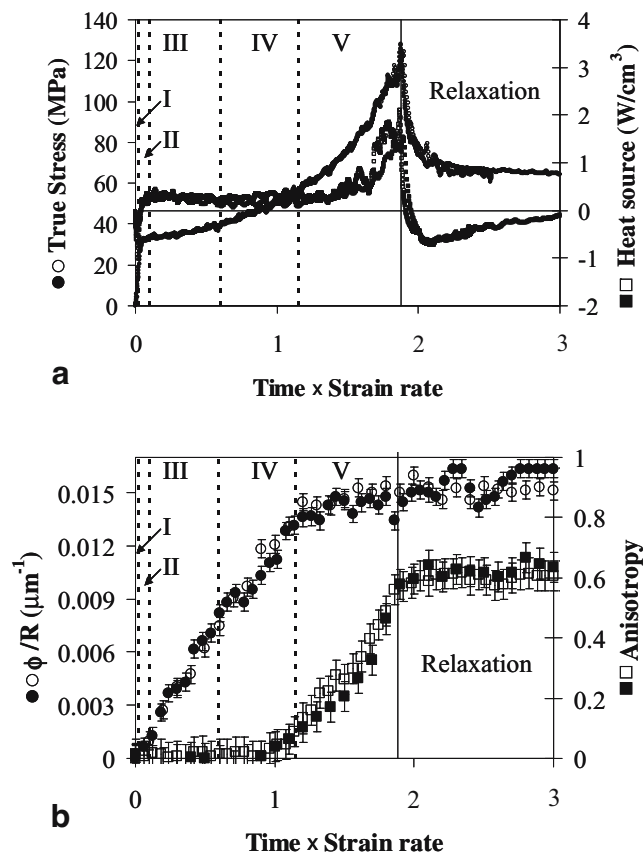 140 4
120 3
100 2
80 1
60 0
40 -1
20
0 -2
III IV V
I
II
Relaxation
●○ True Stress (MPa)
■□ Heat source (W/cm³)
0 1 2 3
Time x Strain rate
a
III IV V
I
II
Relaxation
0.015
0.012
0.009
0.006
0.003
0
1
0.8
0.6
0.4
0.2
0
●○ ϕ/R (μm⁻¹)
■□ Anisotropy
0 1 2 3
Time x Strain rate
b